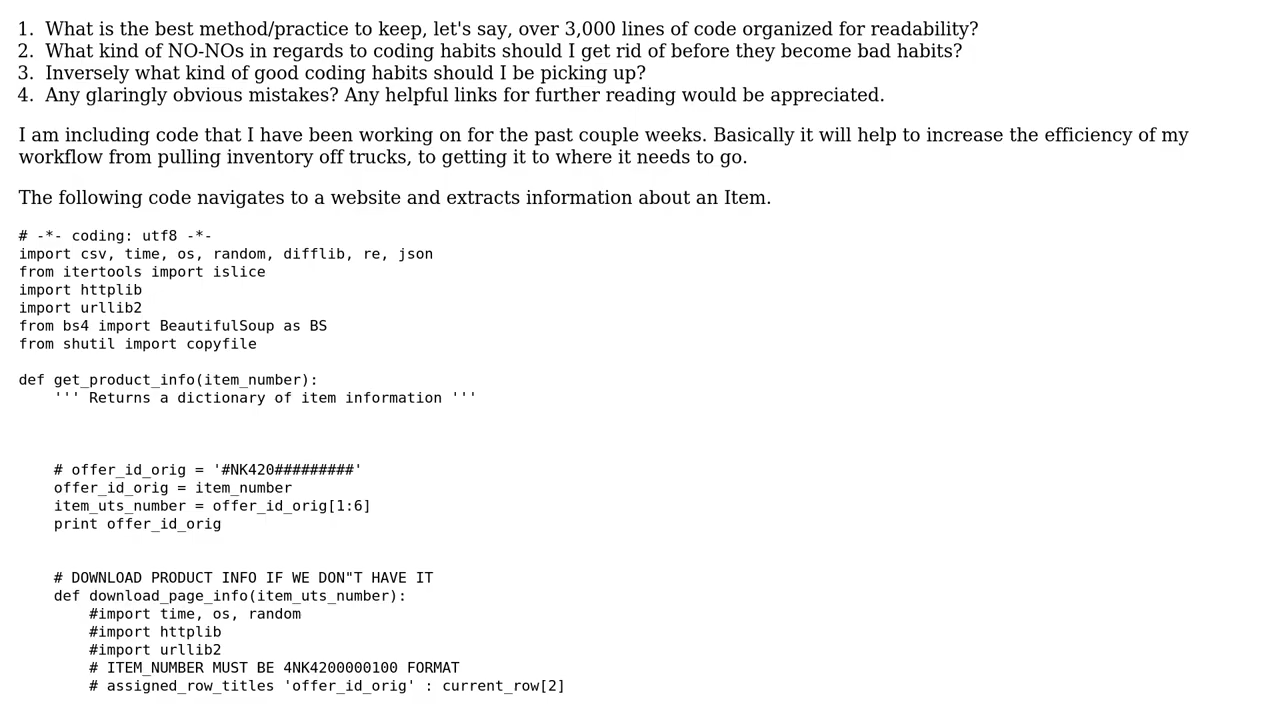 1. What is the best method/practice to keep, let's say, over 3,000 lines of code organized for readability?
2. What kind of NO-NOs in regards to coding habits should I get rid of before they become bad habits?
3. Inversely what kind of good coding habits should I be picking up?
4. Any glaringly obvious mistakes? Any helpful links for further reading would be appreciated.
I am including code that I have been working on for the past couple weeks. Basically it will help to increase the efficiency of my
workflow from pulling inventory off trucks, to getting it to where it needs to go.
The following code navigates to a website and extracts information about an Item.
# -*- coding: utf8 -*-
import csv, time, os, random, difflib, re, json
from itertools import islice
import httplib
import urllib2
from bs4 import BeautifulSoup as BS
from shutil import copyfile
def get_product_info(item_number):
    ''' Returns a dictionary of item information '''
    # offer_id_orig = '#NK420#########'
    offer_id_orig = item_number
    item_uts_number = offer_id_orig[1:6]
    print offer_id_orig
    # DOWNLOAD PRODUCT INFO IF WE DON"T HAVE IT
    def download_page_info(item_uts_number):
        #import time, os, random
        #import httplib
        #import urllib2
        # ITEM_NUMBER MUST BE 4NK4200000100 FORMAT
        # assigned_row_titles 'offer_id_orig' : current_row[2]